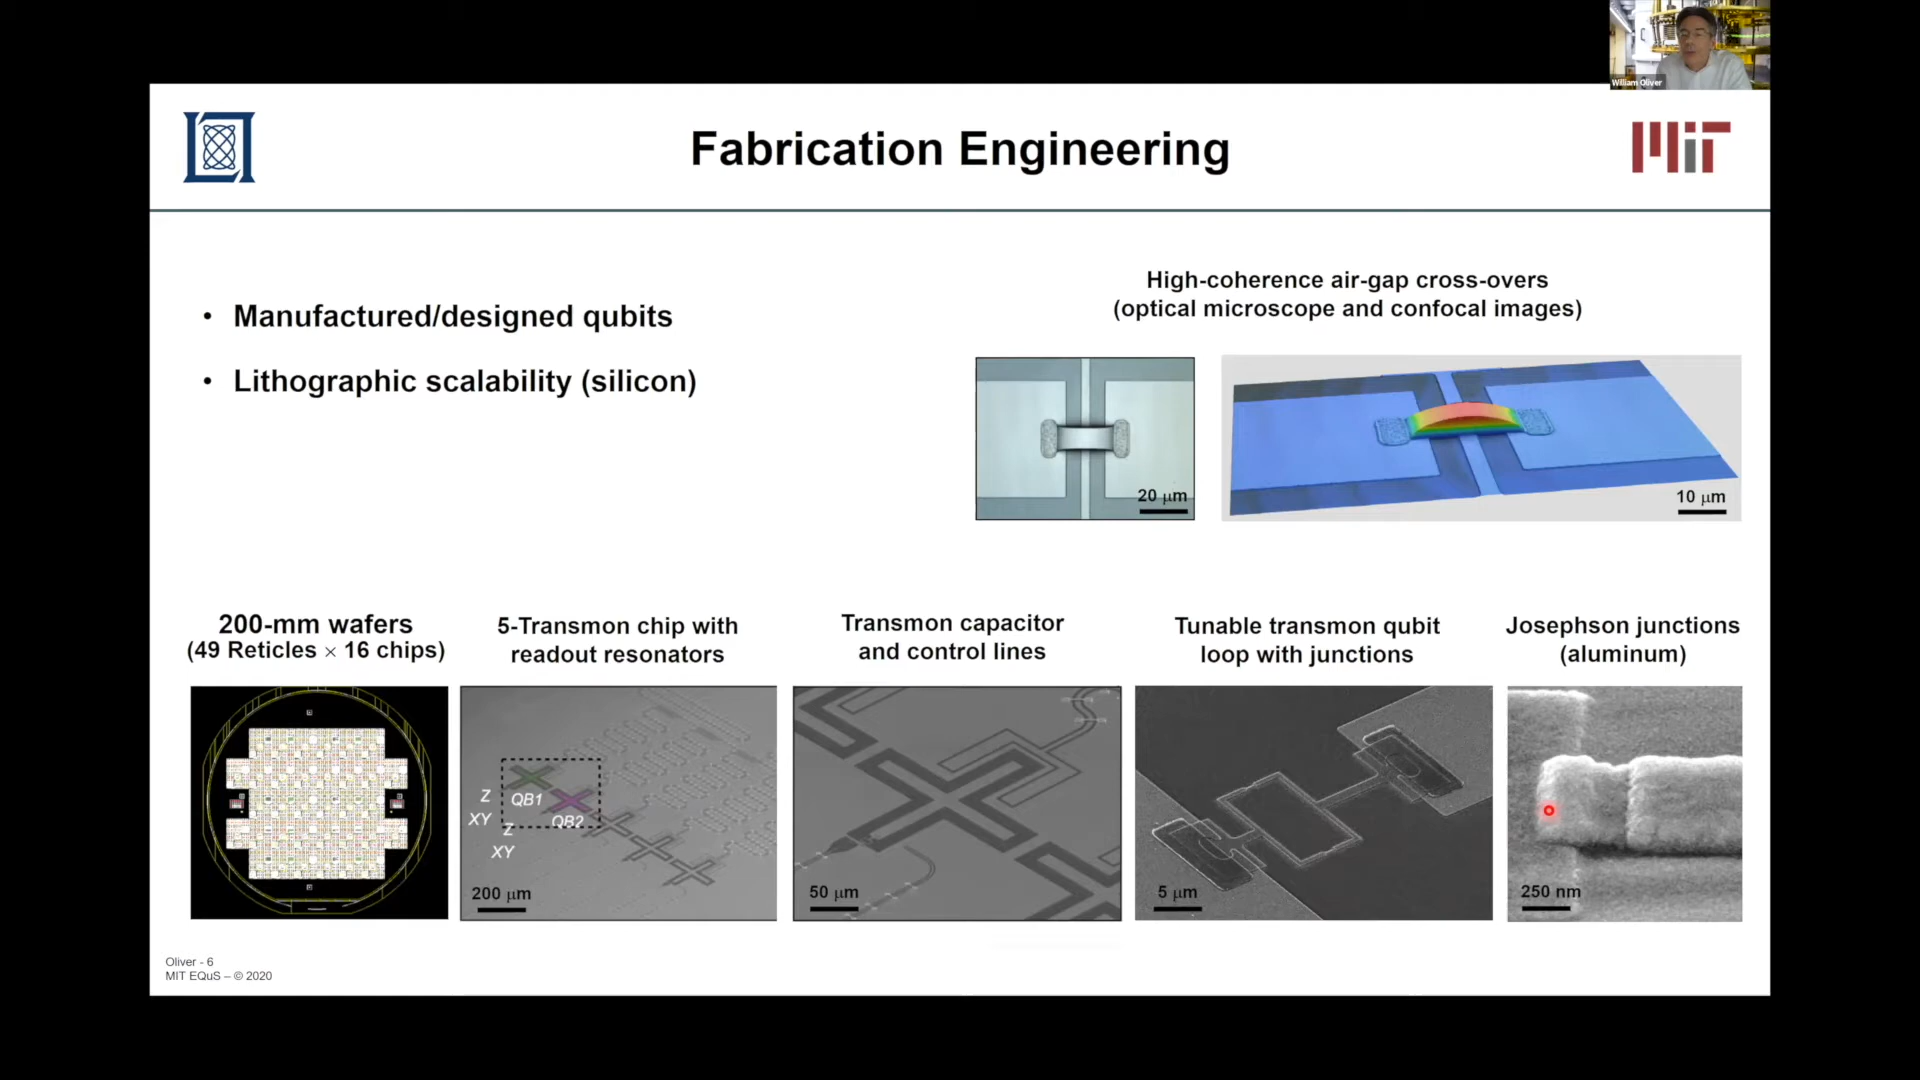 William Oliver
Fabrication Engineering
MIT
• Manufactured/designed qubits
• Lithographic scalability (silicon)
High-coherence air-gap cross-overs
(optical microscope and confocal images)
20 μm
10 μm
200-mm wafers
(49 Reticles × 16 chips)
5-Transmon chip with
readout resonators
Z
XY
QB1
QB2
Z
XY
200 μm
Transmon capacitor
and control lines
50 μm
Tunable transmon qubit
loop with junctions
5 μm
Josephson junctions
(aluminum)
250 nm
Oliver - 6
MIT EQuS – © 2020